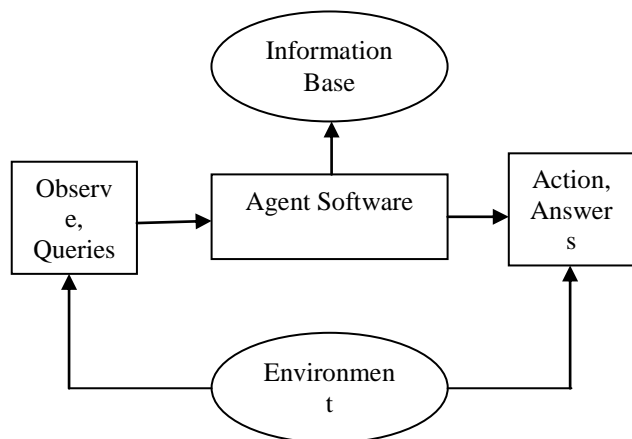 Information
Base
Observ
e,
Queries
Agent Software
Action,
Answer
s
Environmen
t